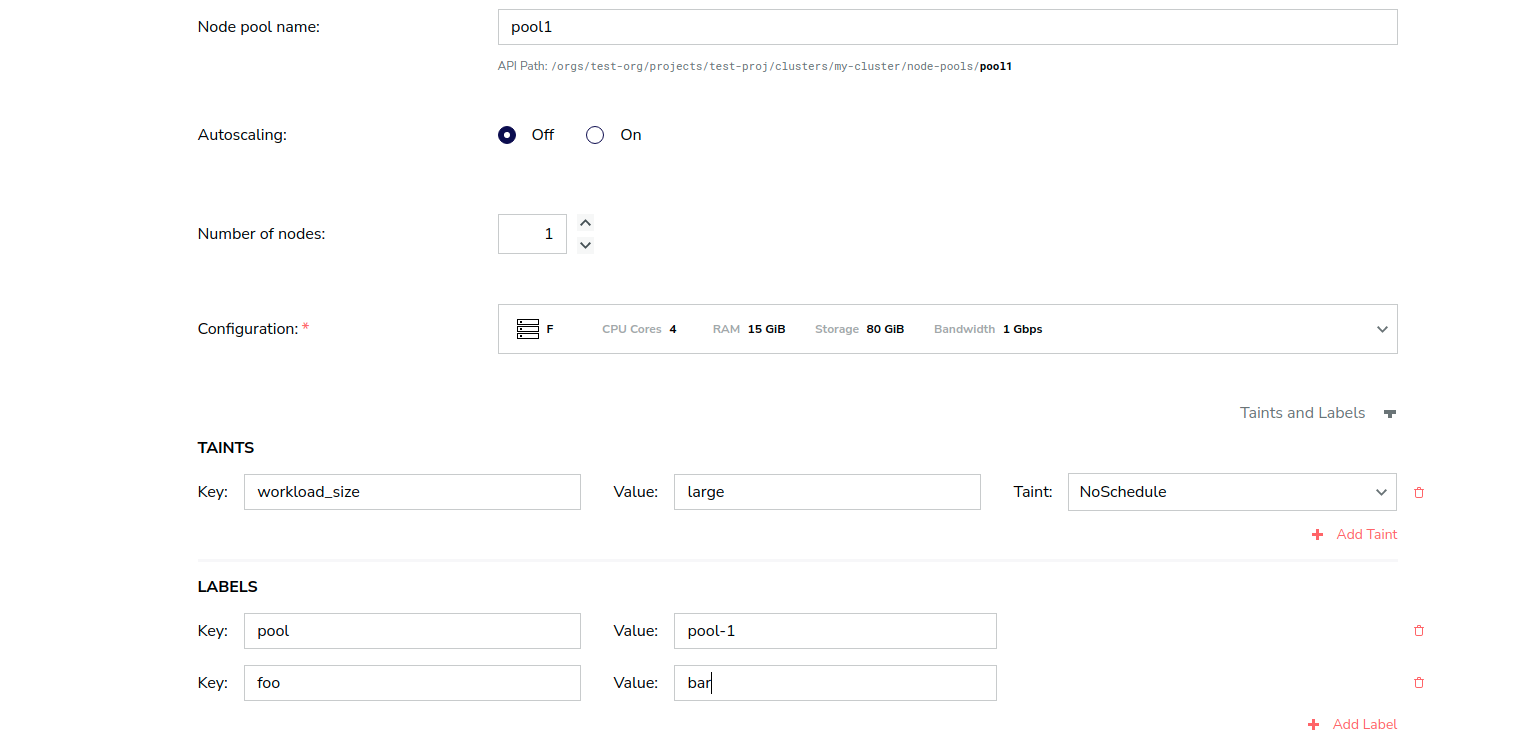 Node pool name: pool1
API Path: /orgs/test-org/projects/test-proj/clusters/my-cluster/node-pools/pool1
Autoscaling: Off On
Number of nodes: 1
Configuration: * F CPU Cores 4 RAM 15 GiB Storage 80 GiB Bandwidth 1 Gbps
Taints and Labels
TAINTS
Key: workload_size Value: large Taint: NoSchedule
+ Add Taint
LABELS
Key: pool Value: pool-1
Key: foo Value: bar
+ Add Label